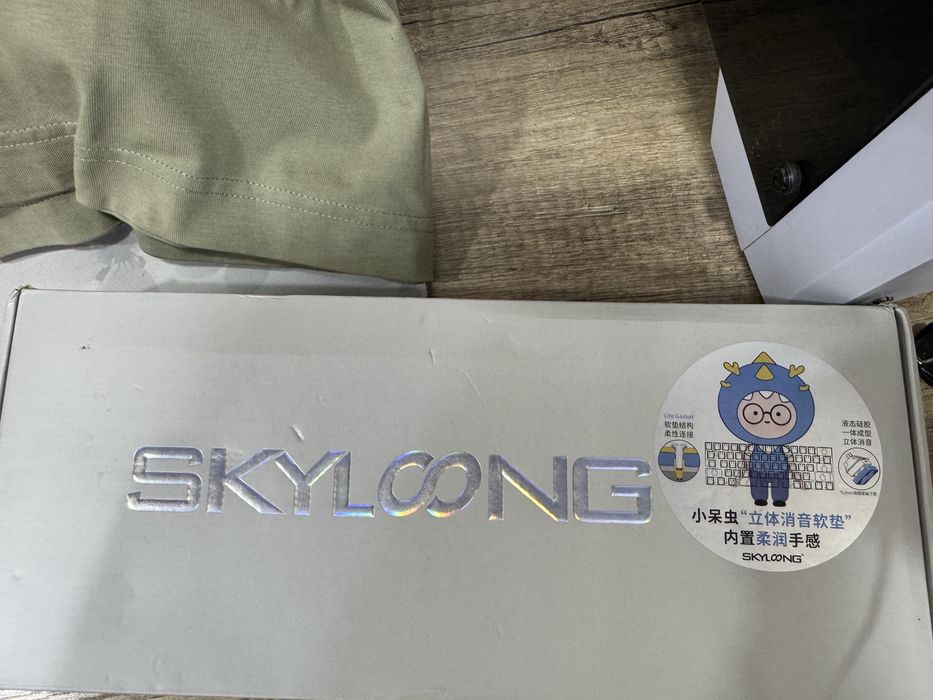 SKYLOONG
Lite Gasket
软垫结构
柔性连接
液态硅胶
一体成型
立体消音
小呆虫“立体消音软垫”
内置柔润手感
SKYLOONG